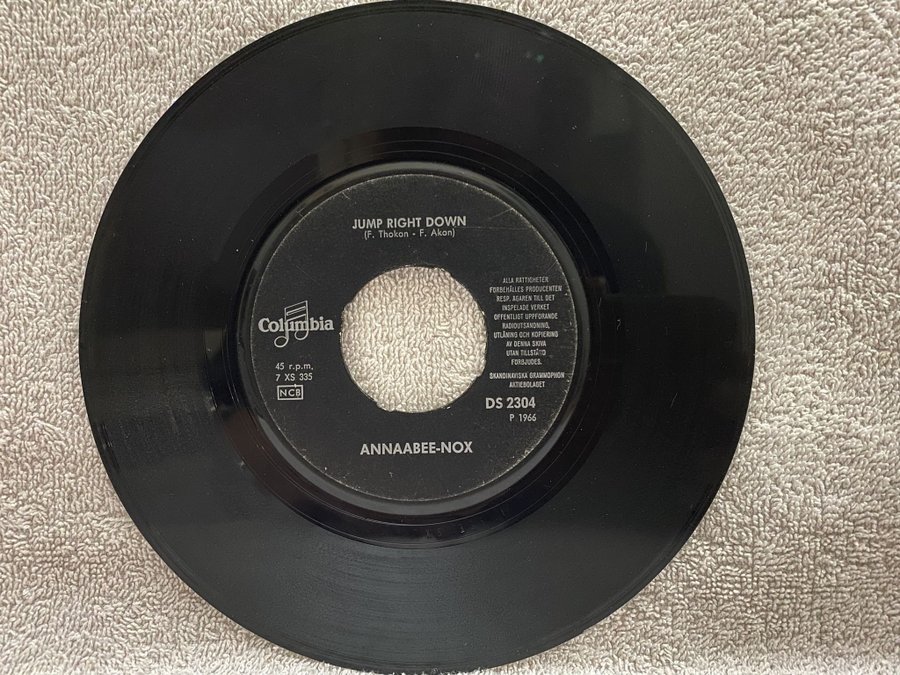 JUMP RIGHT DOWN
(F. Thokan - F. Akan)
Columbia
45 r.p.m.
7 XS 335
NCB
ALLA RÄTTIGHETER
FÖRBEHÅLLES PRODUCENTEN
RESP. ÄGAREN TILL DET
INSPELADE VERKET
OFFENTLIGT UPPFÖRANDE
RADIOUTSÄNDNING,
UTLÅNING OCH KOPIERING
AV DENNA SKIVA
UTAN TILLSTÅND
FÖRBJUDES.
SKANDINAVISKA GRAMMOPHON
AKTIEBOLAGET
DS 2304
P 1966
ANNAABEE-NOX